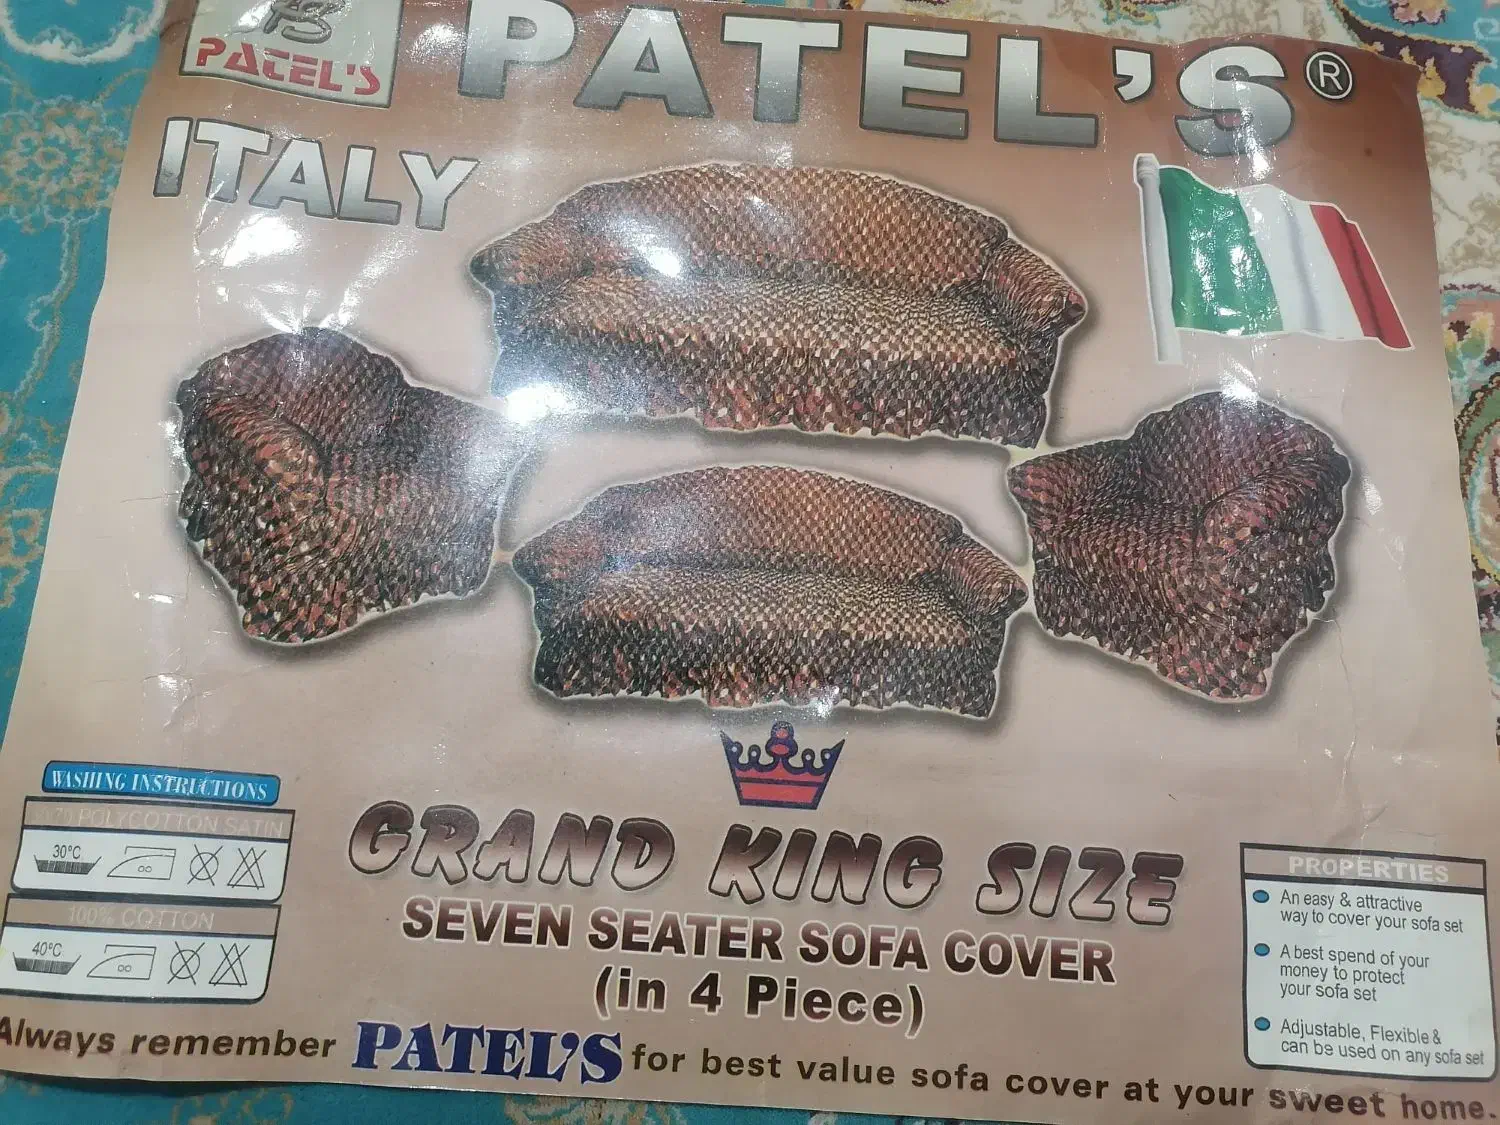 PATEL'S
PATEL'S®
ITALY
WASHING INSTRUCTIONS
POLYCOTTON SATIN
30°C
100% COTTON
40°C
GRAND KING SIZE
SEVEN SEATER SOFA COVER
(in 4 Piece)
PROPERTIES
An easy & attractive
way to cover your sofa set
A best spend of your
money to protect
your sofa set
Adjustable, Flexible &
can be used on any sofa set
Always remember PATEL'S for best value sofa cover at your sweet home.